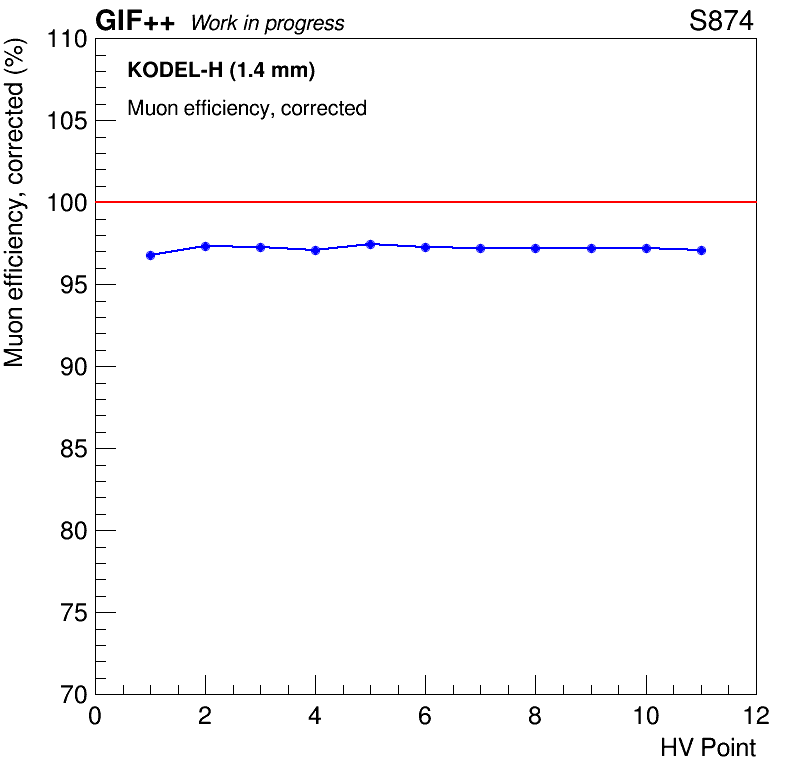 GIF++ Work in progress S874
KODEL-H (1.4 mm)
Muon efficiency, corrected
Muon efficiency, corrected (%)
110
105
100
95
90
85
80
75
70
0 2 4 6 8 10 12
HV Point